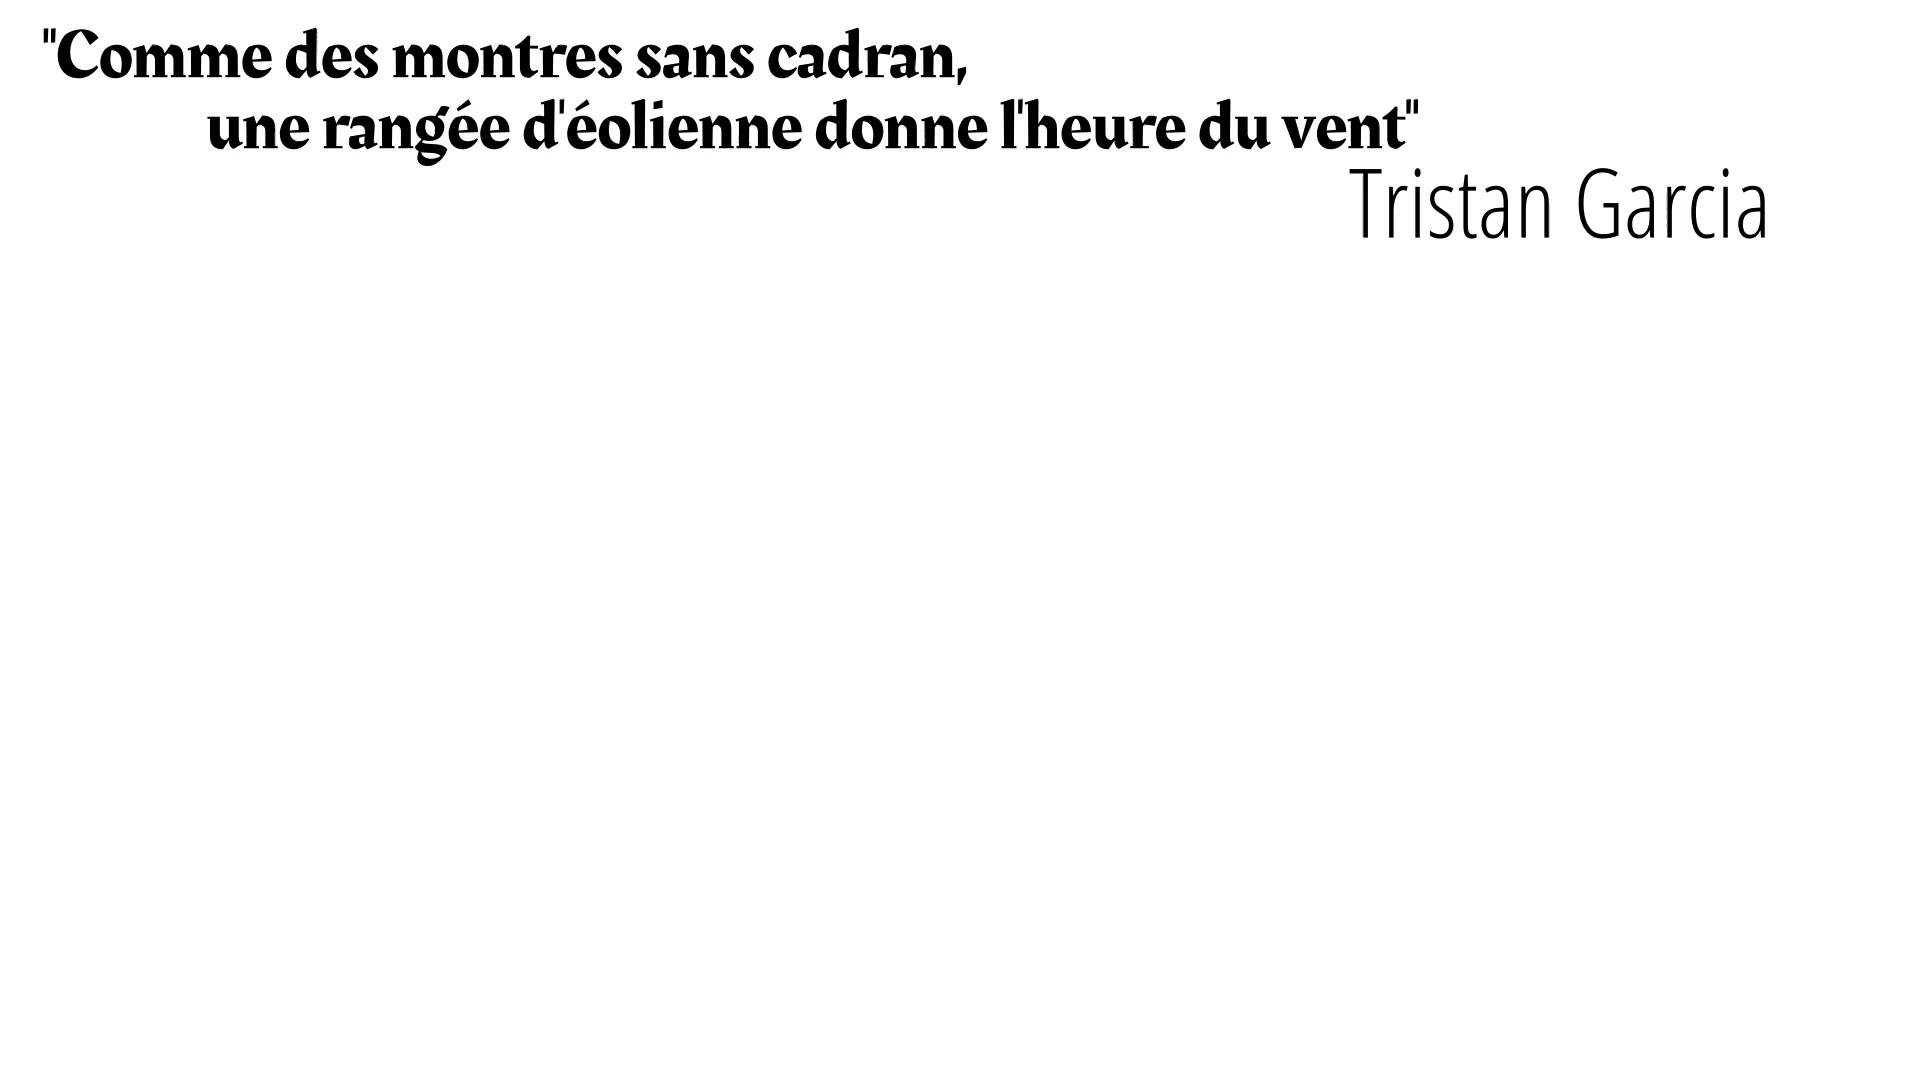 "Comme des montres sans cadran,
une rangée d'éolienne donne l'heure du vent"
Tristan Garcia